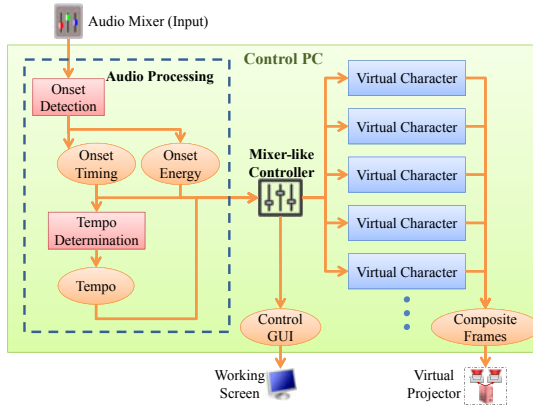 Audio Mixer (Input)
Control PC
Audio Processing
Onset
Detection
Onset
Timing
Onset
Energy
Tempo
Determination
Tempo
Mixer-like
Controller
Virtual Character
Virtual Character
Virtual Character
Virtual Character
Virtual Character
Control
GUI
Composite
Frames
Working
Screen
Virtual
Projector